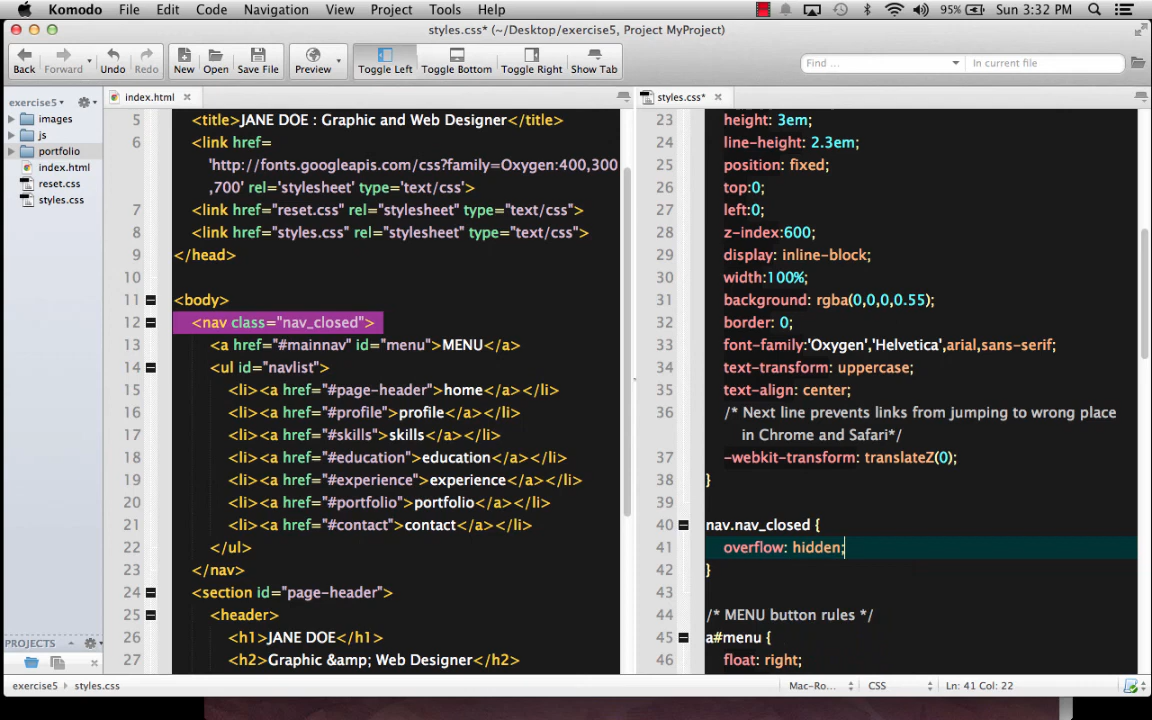 Komodo File Edit Code Navigation View Project Tools Help 95% Sun 3:32 PM
styles.css* (~/Desktop/exercise5, Project MyProject)
Back Forward Undo Redo New Open Save File Preview Toggle Left Toggle Bottom Toggle Right Show Tab Find ... In current file
exercise5
images
js
portfolio
index.html
reset.css
styles.css
PROJECTS
index.html
5 <title>JANE DOE : Graphic and Web Designer</title>
6 <link href=
'http://fonts.googleapis.com/css?family=Oxygen:400,300
,700' rel='stylesheet' type='text/css'>
7 <link href="reset.css" rel="stylesheet" type="text/css">
8 <link href="styles.css" rel="stylesheet" type="text/css">
9 </head>
10
11 <body>
12 <nav class="nav_closed">
13 <a href="#mainnav" id="menu">MENU</a>
14 <ul id="navlist">
15 <li><a href="#page-header">home</a></li>
16 <li><a href="#profile">profile</a></li>
17 <li><a href="#skills">skills</a></li>
18 <li><a href="#education">education</a></li>
19 <li><a href="#experience">experience</a></li>
20 <li><a href="#portfolio">portfolio</a></li>
21 <li><a href="#contact">contact</a></li>
22 </ul>
23 </nav>
24 <section id="page-header">
25 <header>
26 <h1>JANE DOE</h1>
27 <h2>Graphic &amp; Web Designer</h2>
styles.css*
23 height: 3em;
24 line-height: 2.3em;
25 position: fixed;
26 top:0;
27 left:0;
28 z-index:600;
29 display: inline-block;
30 width:100%;
31 background: rgba(0,0,0,0.55);
32 border: 0;
33 font-family:'Oxygen','Helvetica',arial,sans-serif;
34 text-transform: uppercase;
35 text-align: center;
36 /* Next line prevents links from jumping to wrong place
in Chrome and Safari*/
37 -webkit-transform: translateZ(0);
38 }
39
40 nav.nav_closed {
41 overflow: hidden;
42 }
43
44 /* MENU button rules */
45 a#menu {
46 float: right;
exercise5 styles.css Mac-Ro... CSS Ln: 41 Col: 22